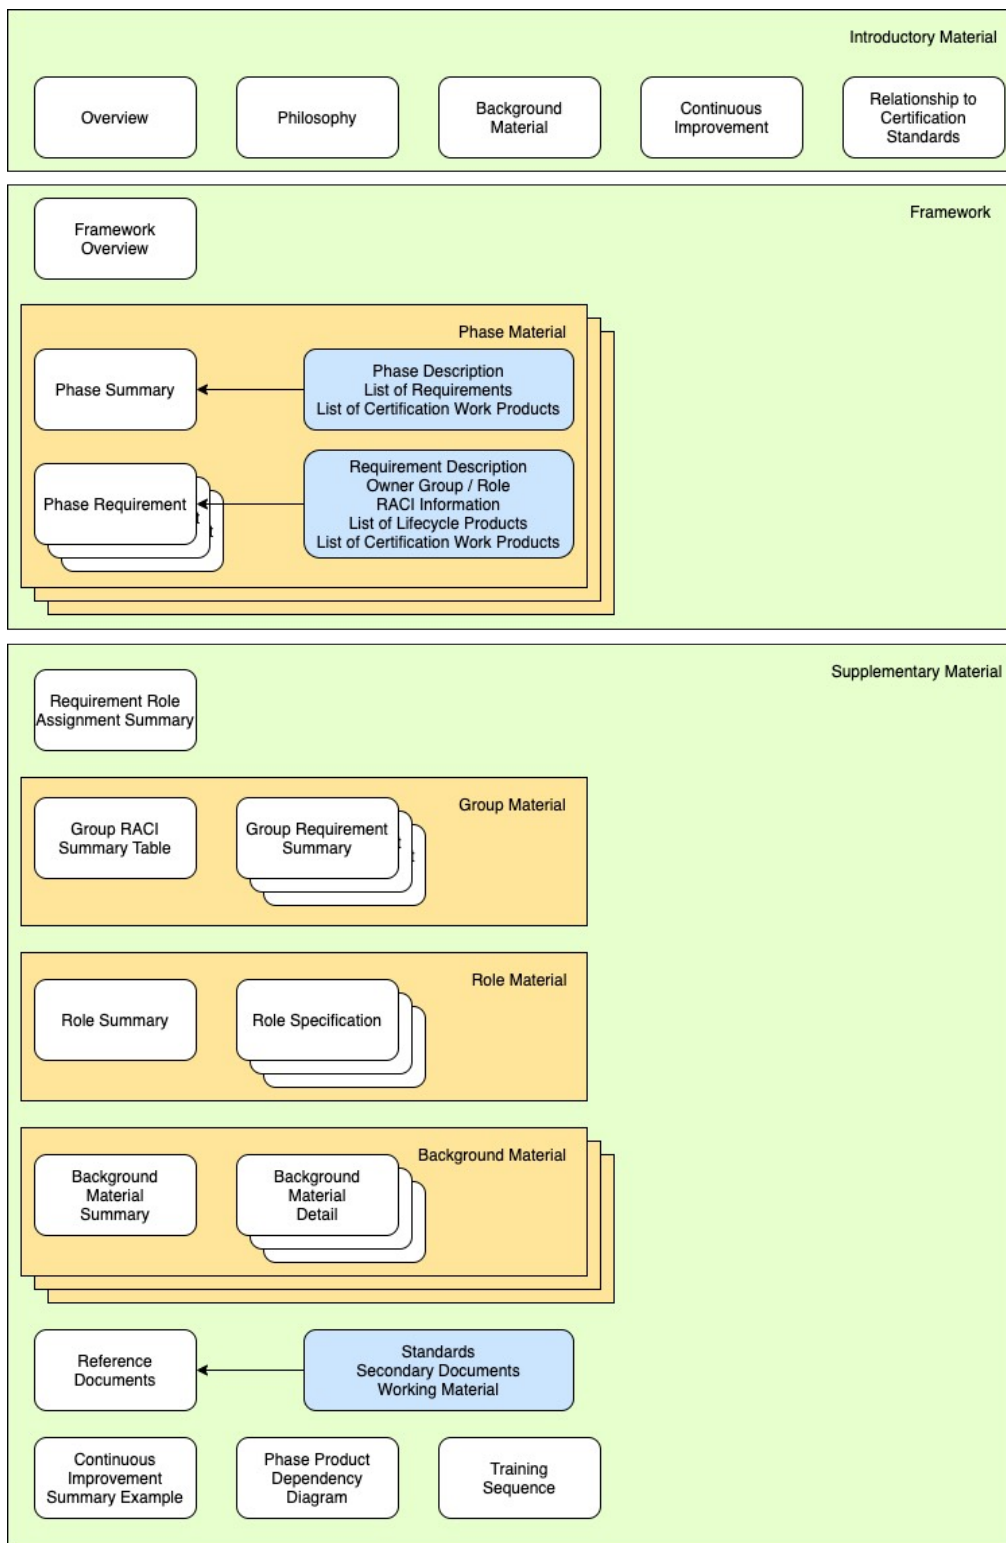 Introductory Material
Overview
Philosophy
Background
Material
Continuous
Improvement
Relationship to
Certification
Standards
Framework
Framework
Overview
Phase Material
Phase Summary
Phase Description
List of Requirements
List of Certification Work Products
Phase Requirement
t
t
Requirement Description
Owner Group / Role
RACI Information
List of Lifecycle Products
List of Certification Work Products
Supplementary Material
Requirement Role
Assignment Summary
Group Material
Group RACI
Summary Table
Group Requirement
Summary
t
t
Role Material
Role Summary
Role Specification
Background Material
Background
Material
Summary
Background
Material
Detail
Reference
Documents
Standards
Secondary Documents
Working Material
Continuous
Improvement
Summary Example
Phase Product
Dependency
Diagram
Training
Sequence